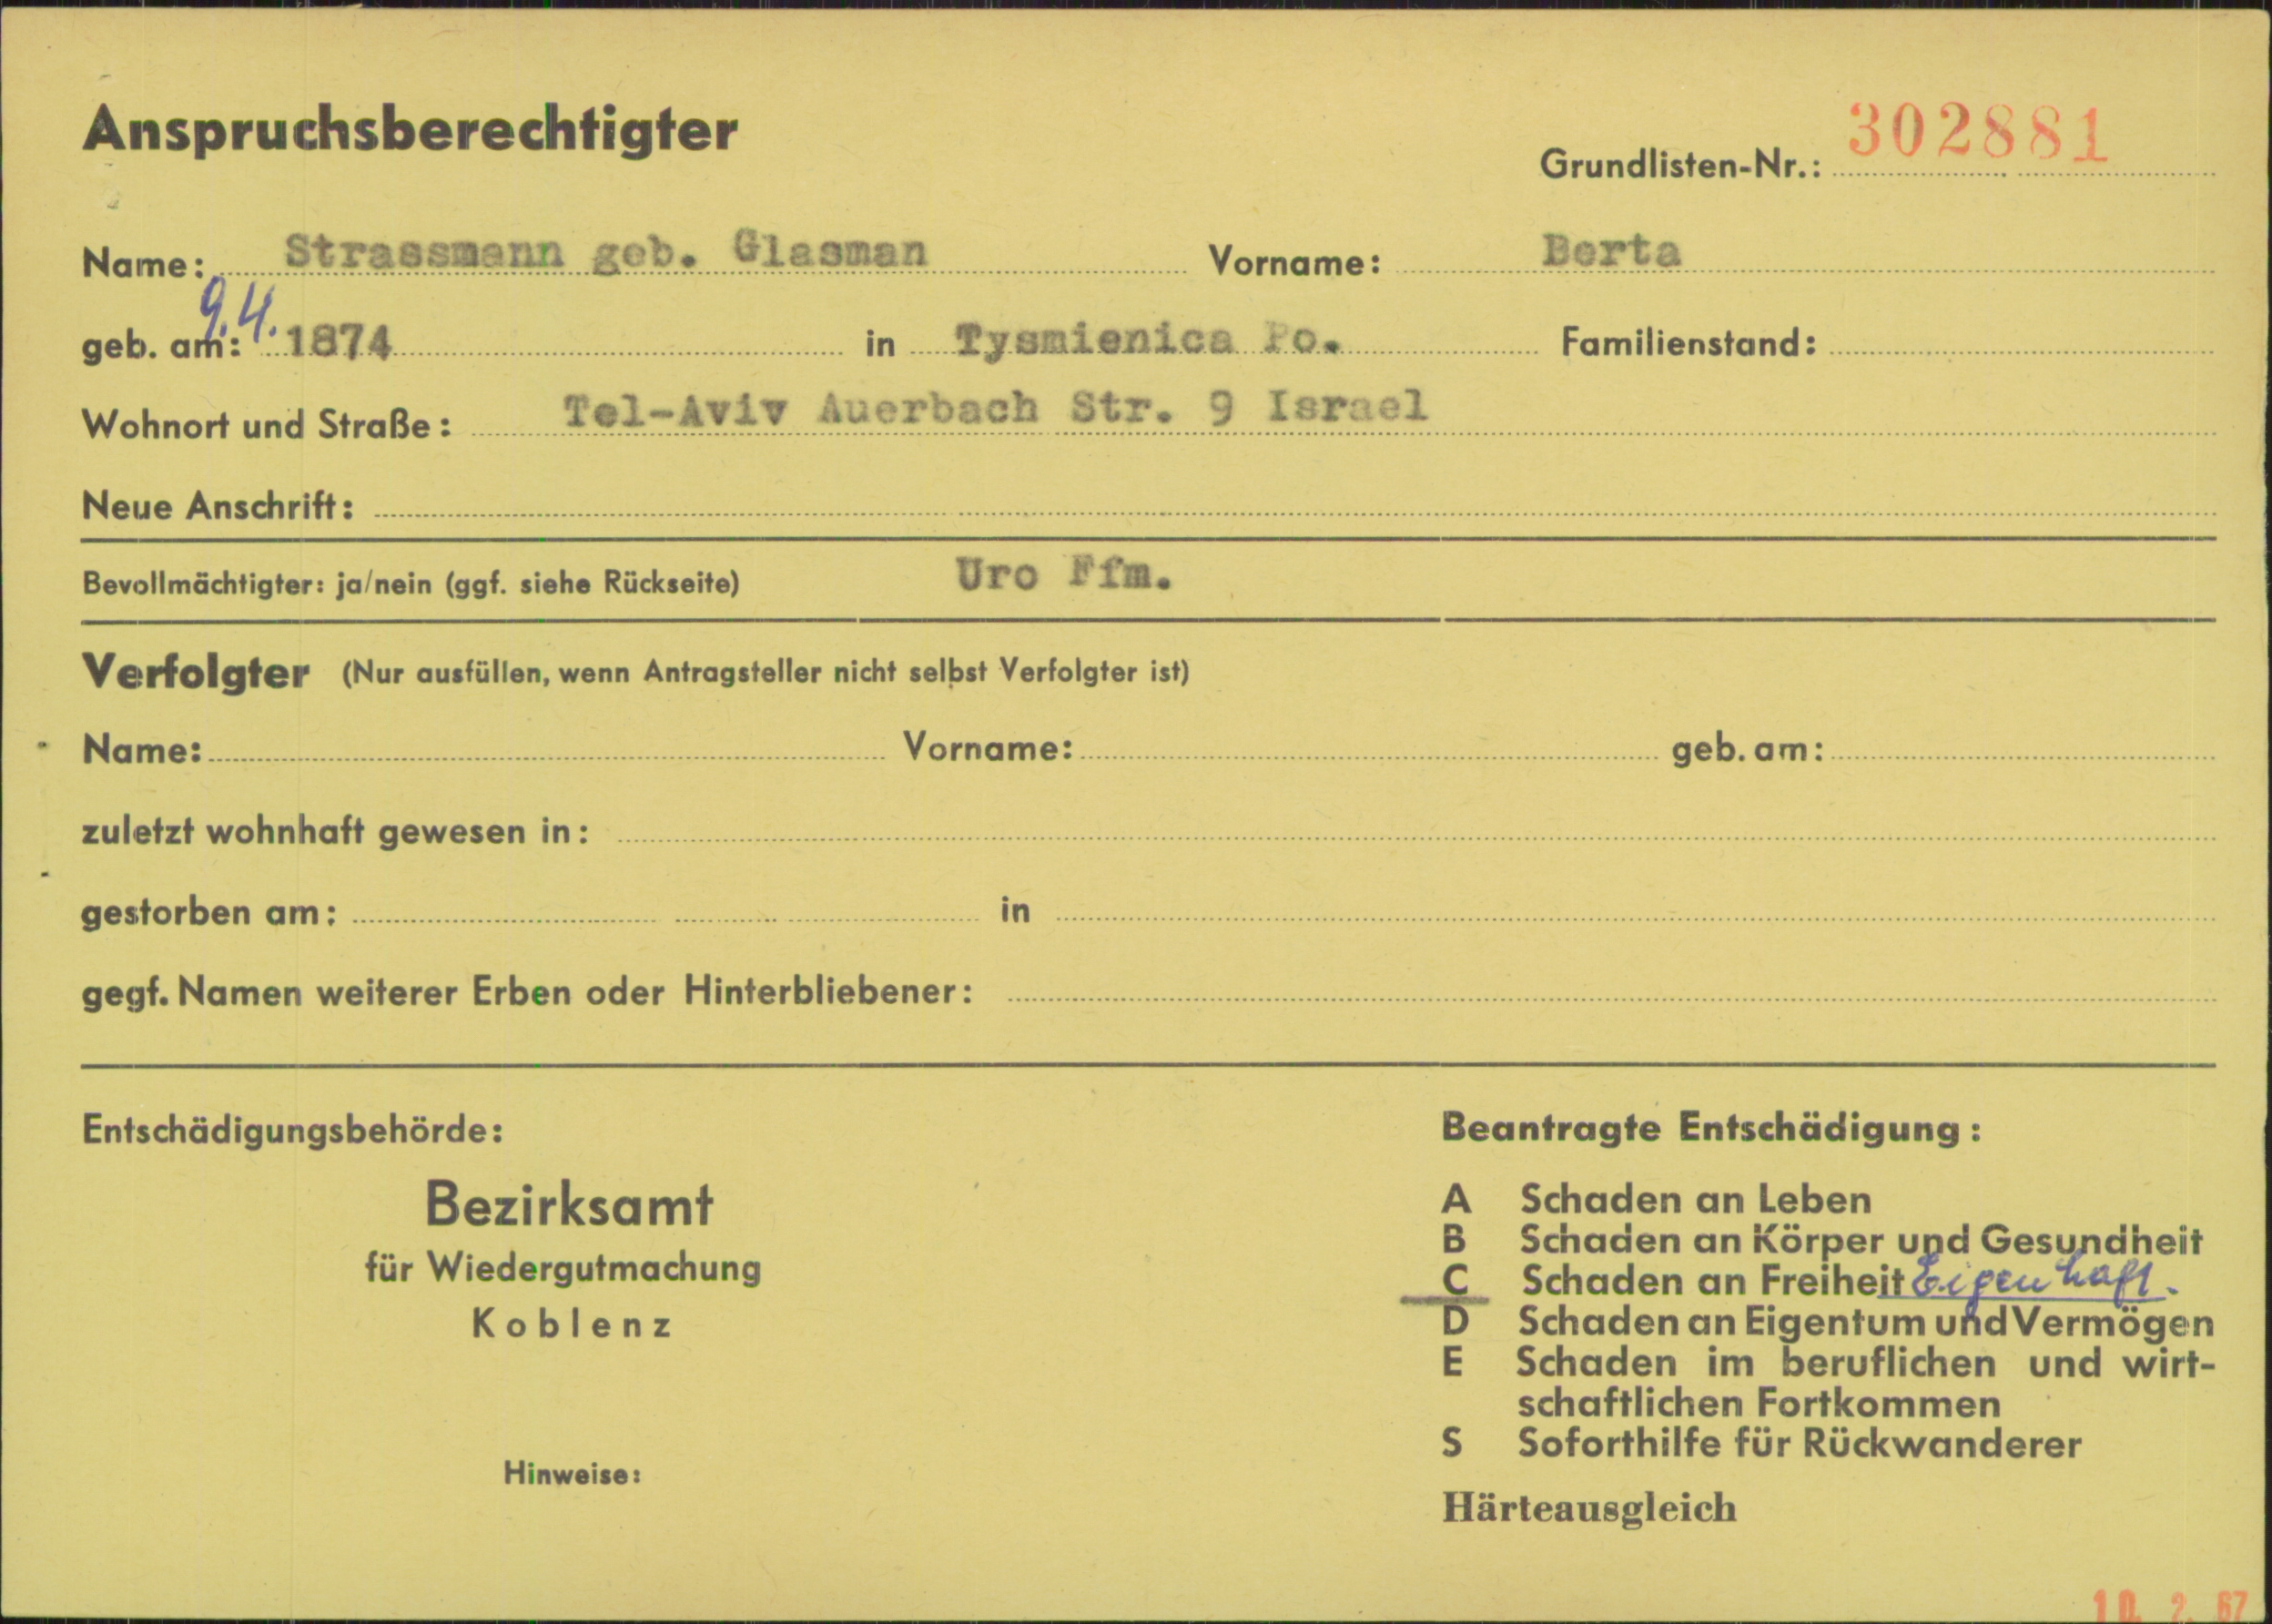 Anspruchsberechtigter
Grundlisten-Nr.: 302881
Name: Strassmann geb. Glasman Vorname: Berta
geb. am: 9.4. 1874 in Tysmienica Po. Familienstand:
Wohnort und Straße: Tel-Aviv Auerbach Str. 9 Israel
Neue Anschrift:
Bevollmächtigter: ja/nein (ggf. siehe Rückseite) Uro Ffm.
Verfolgter (Nur ausfüllen, wenn Antragsteller nicht selbst Verfolgter ist)
Name: Vorname: geb. am:
zuletzt wohnhaft gewesen in:
gestorben am: in
gegf. Namen weiterer Erben oder Hinterbliebener:
Entschädigungsbehörde:
Bezirksamt
für Wiedergutmachung
Koblenz
Hinweise:
Beantragte Entschädigung:
A Schaden an Leben
B Schaden an Körper und Gesundheit
C Schaden an Freiheit Eigenhaft.
D Schaden an Eigentum und Vermögen
E Schaden im beruflichen und wirt-
schaftlichen Fortkommen
S Soforthilfe für Rückwanderer
Härteausgleich
10. 2. 67